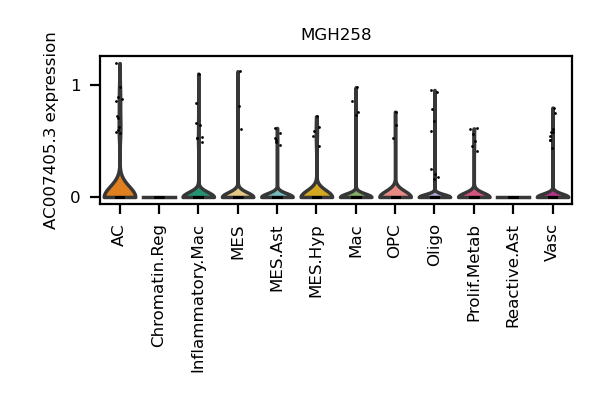 MGH258
AC007405.3 expression
1
0
AC
Chromatin.Reg
Inflammatory.Mac
MES
MES.Ast
MES.Hyp
Mac
OPC
Oligo
Prolif.Metab
Reactive.Ast
Vasc